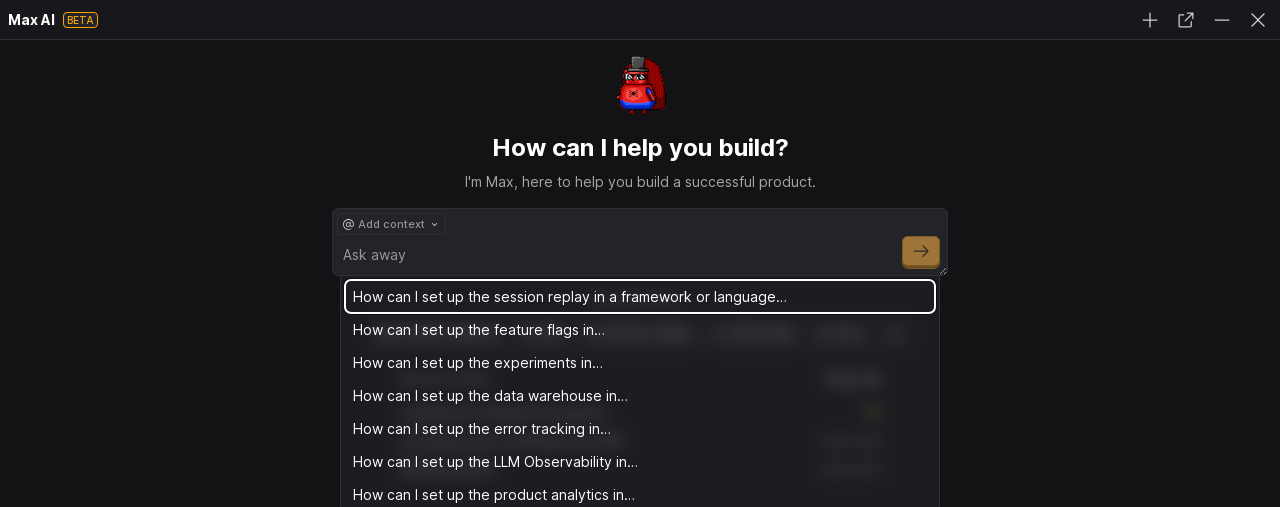 Max AI BETA
How can I help you build?
I'm Max, here to help you build a successful product.
@ Add context
Ask away
How can I set up the session replay in a framework or language…
How can I set up the feature flags in…
How can I set up the experiments in…
How can I set up the data warehouse in…
How can I set up the error tracking in…
How can I set up the LLM Observability in…
How can I set up the product analytics in…